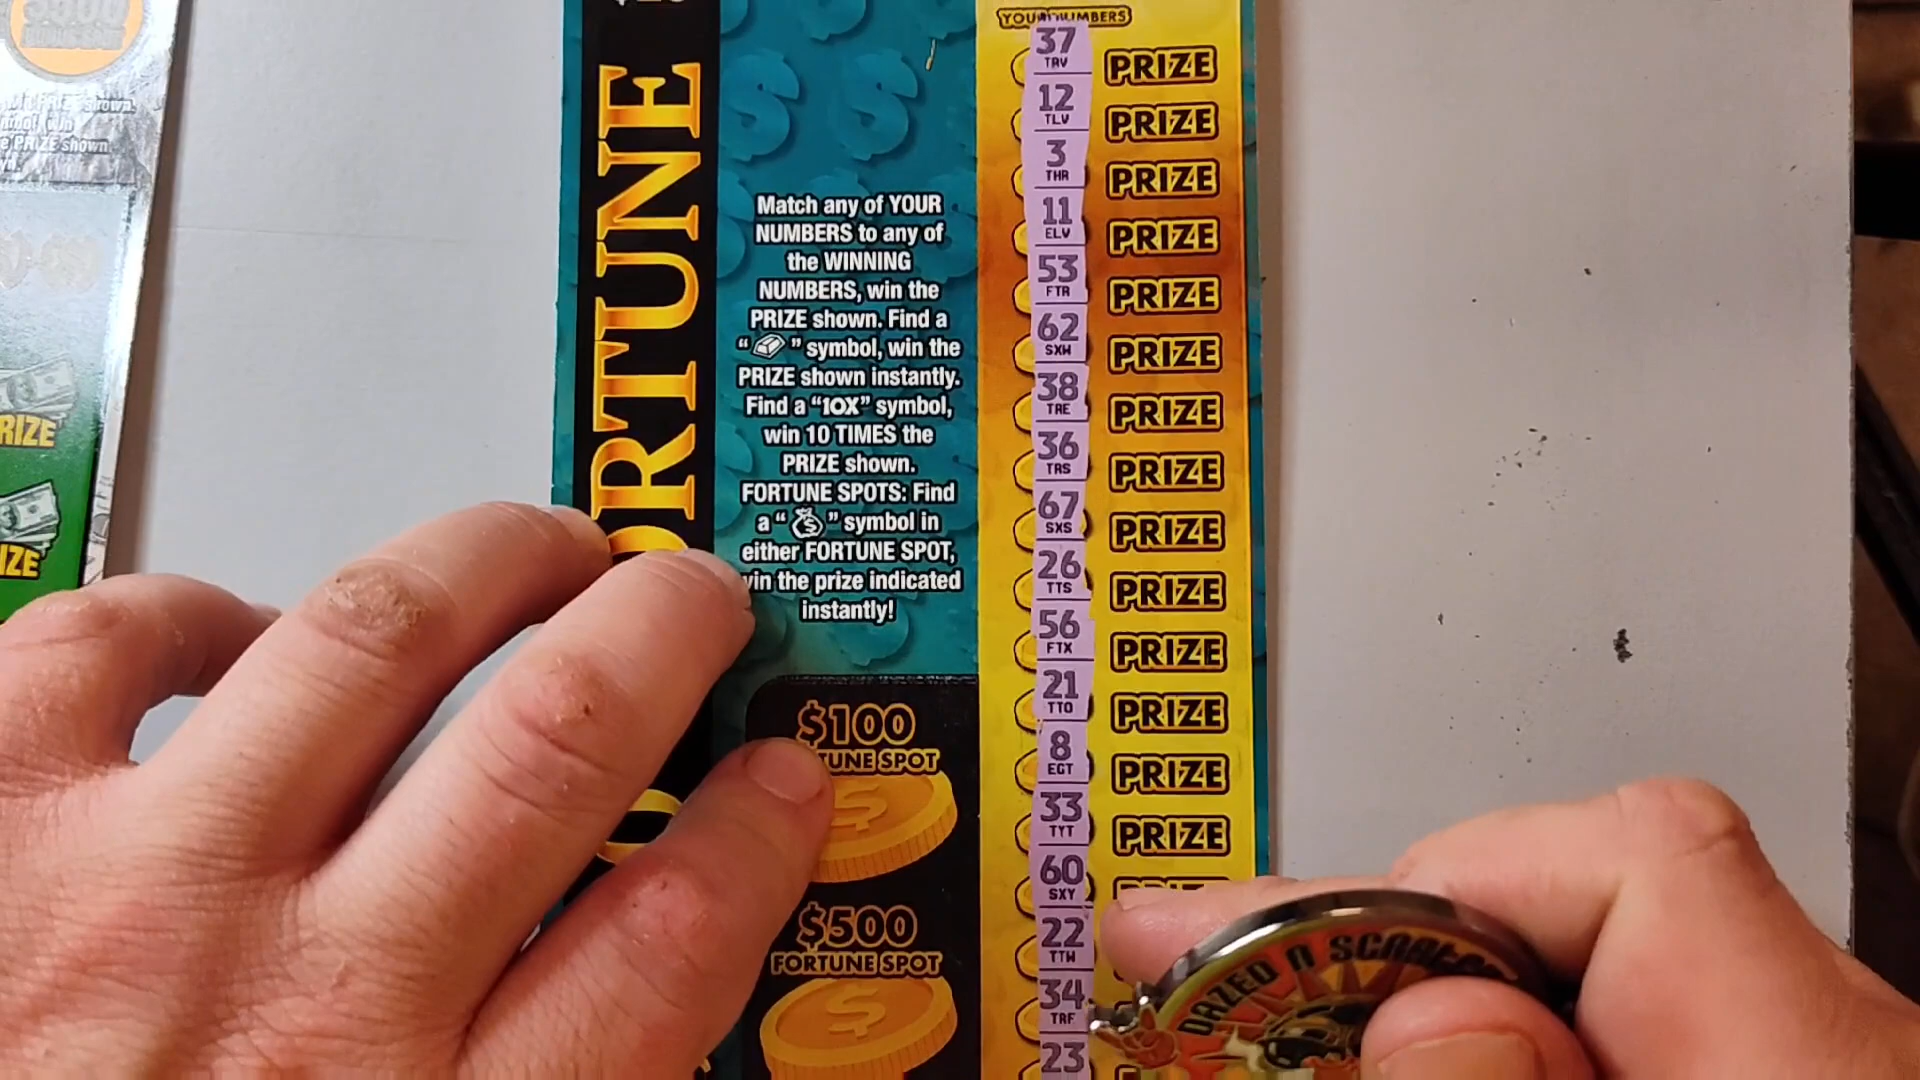 FORTUNE
Match any of YOUR
NUMBERS to any of
the WINNING
NUMBERS, win the
PRIZE shown. Find a
“ ” symbol, win the
PRIZE shown instantly.
Find a “10X” symbol,
win 10 TIMES the
PRIZE shown.
FORTUNE SPOTS: Find
a “ ” symbol in
either FORTUNE SPOT,
win the prize indicated
instantly!
$100
FORTUNE SPOT
$500
FORTUNE SPOT
YOUR NUMBERS
37
TRV
PRIZE
12
TLV
PRIZE
3
THR
PRIZE
11
ELV
PRIZE
53
FTR
PRIZE
62
SXW
PRIZE
38
TRE
PRIZE
36
TRS
PRIZE
67
SXS
PRIZE
26
TTS
PRIZE
56
FTX
PRIZE
21
TTO
PRIZE
8
EGT
PRIZE
33
TYT
PRIZE
60
SXY
PRIZE
22
TTW
34
TRF
23
DAZED N